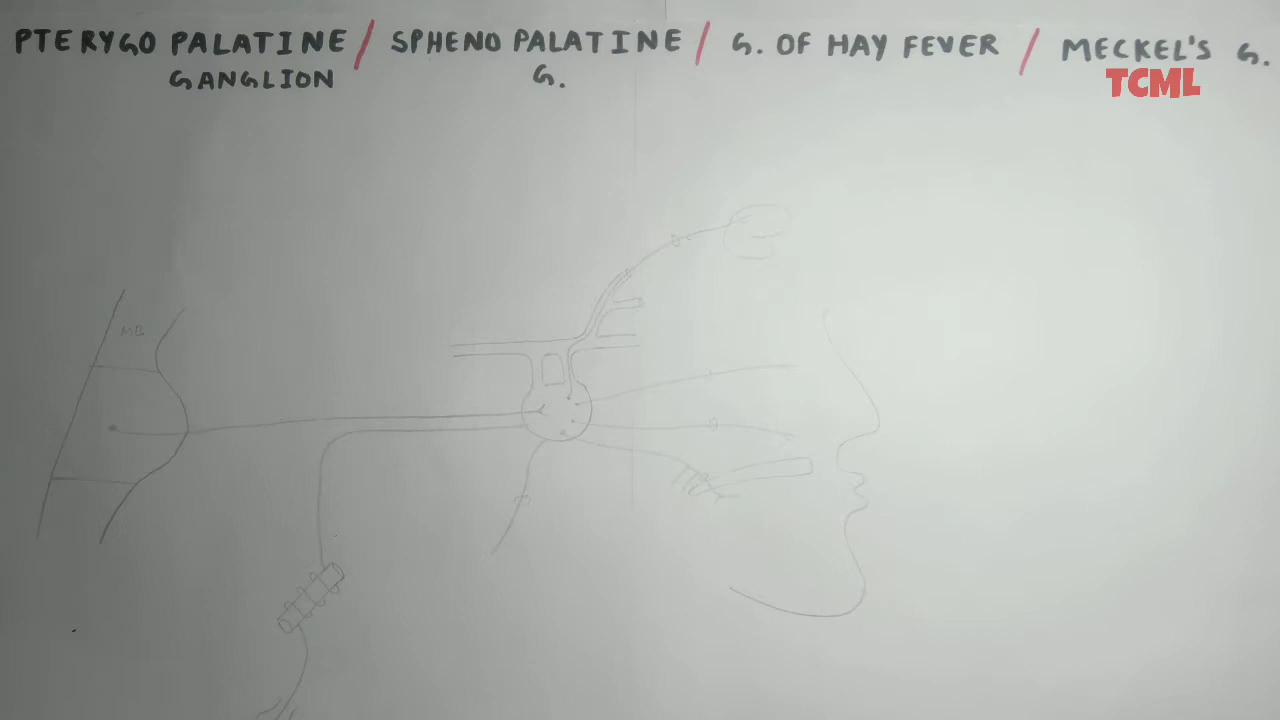 PTERYGO PALATINE / SPHENO PALATINE / G. OF HAY FEVER / MECKEL'S G.
GANGLION G.
TCML